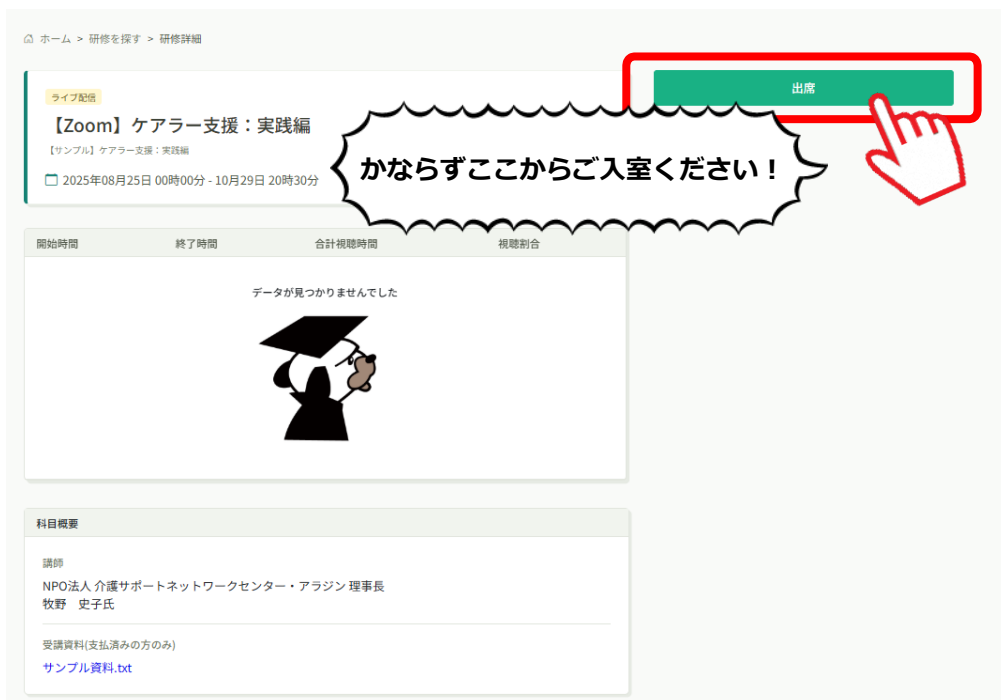 ホーム > 研修を探す > 研修詳細
ライブ配信
【Zoom】ケアラー支援：実践編
【サンプル】ケアラー支援：実践編
2025年08月25日 00時00分 - 10月29日 20時30分
出席
かならずここからご入室ください！
開始時間 終了時間 合計視聴時間 視聴割合
データが見つかりませんでした
科目概要
講師
NPO法人 介護サポートネットワークセンター・アラジン 理事長
牧野　史子氏
受講資料(支払済みの方のみ)
サンプル資料.txt